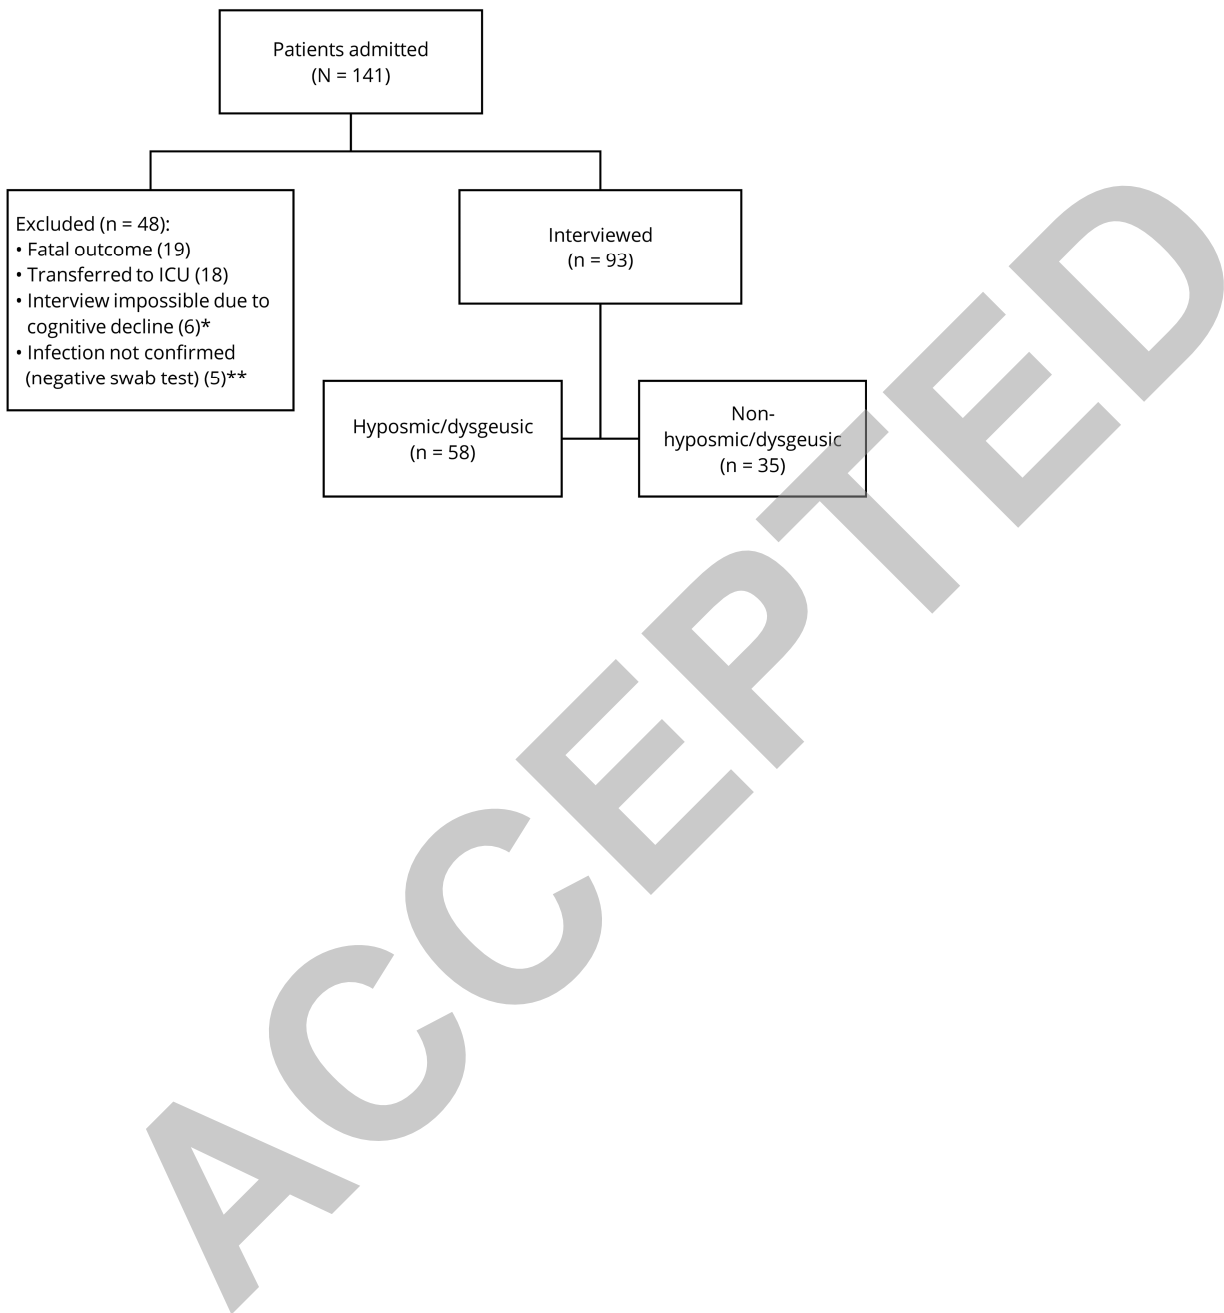 Patients admitted
(N = 141)
Excluded (n = 48):
• Fatal outcome (19)
• Transferred to ICU (18)
• Interview impossible due to
cognitive decline (6)*
• Infection not confirmed
(negative swab test) (5)**
Interviewed
(n = 93)
Hyposmic/dysgeusic
(n = 58)
Non-
hyposmic/dysgeusic
(n = 35)
ACCEPTED